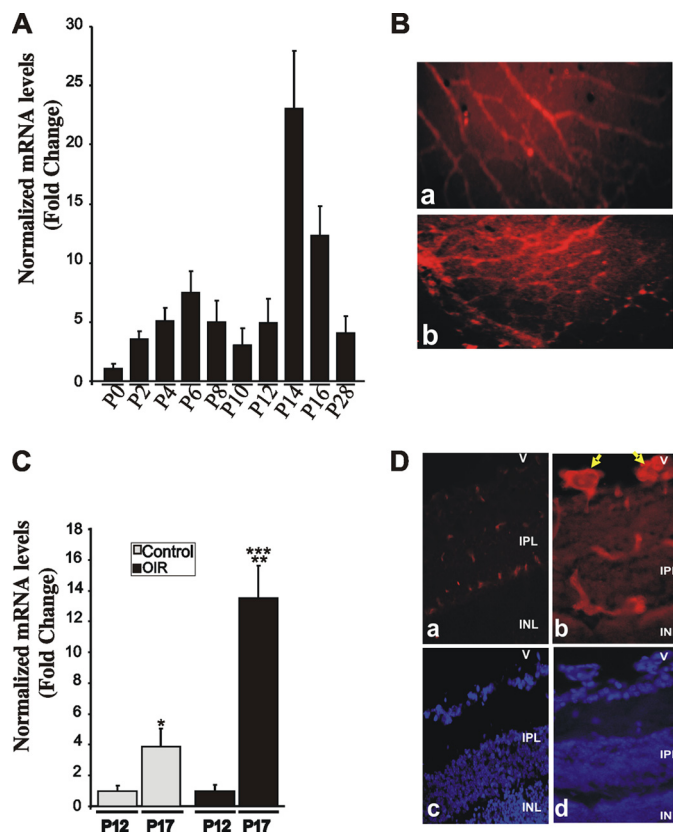 A
Normalized mRNA levels
(Fold Change)
30
25
20
15
10
5
0
P0 P2 P4 P6 P8 P10 P12 P14 P16 P28
B
a
b
C
Normalized mRNA levels
(Fold Change)
18
16
14
12
10
8
6
4
2
0
Control
OIR
*
***
**
P12 P17 P12 P17
D
V
IPL
INL
a
V
IPL
IN
b
V
IPL
INL
c
V
IPL
IN
d